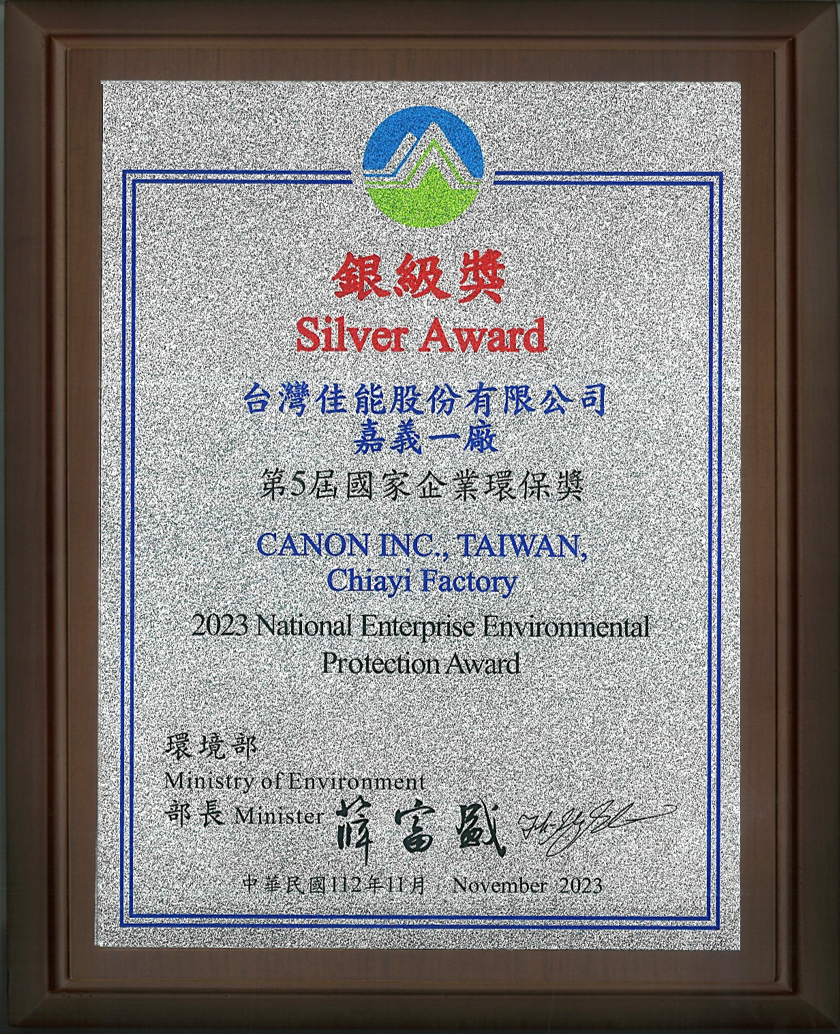 銀級獎
Silver Award
台灣佳能股份有限公司
嘉義一廠
第5屆國家企業環保獎
CANON INC., TAIWAN,
Chiayi Factory
2023 National Enterprise Environmental
Protection Award
環境部
Ministry of Environment
部長 Minister 薛富盛
中華民國112年11月 November 2023